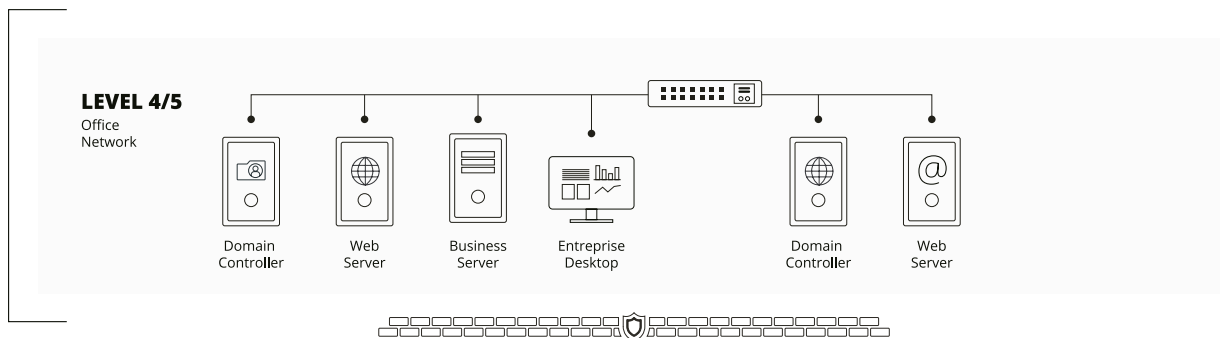 LEVEL 4/5
Office
Network
Domain
Controller
Web
Server
Business
Server
Entreprise
Desktop
Domain
Controller
@
Web
Server